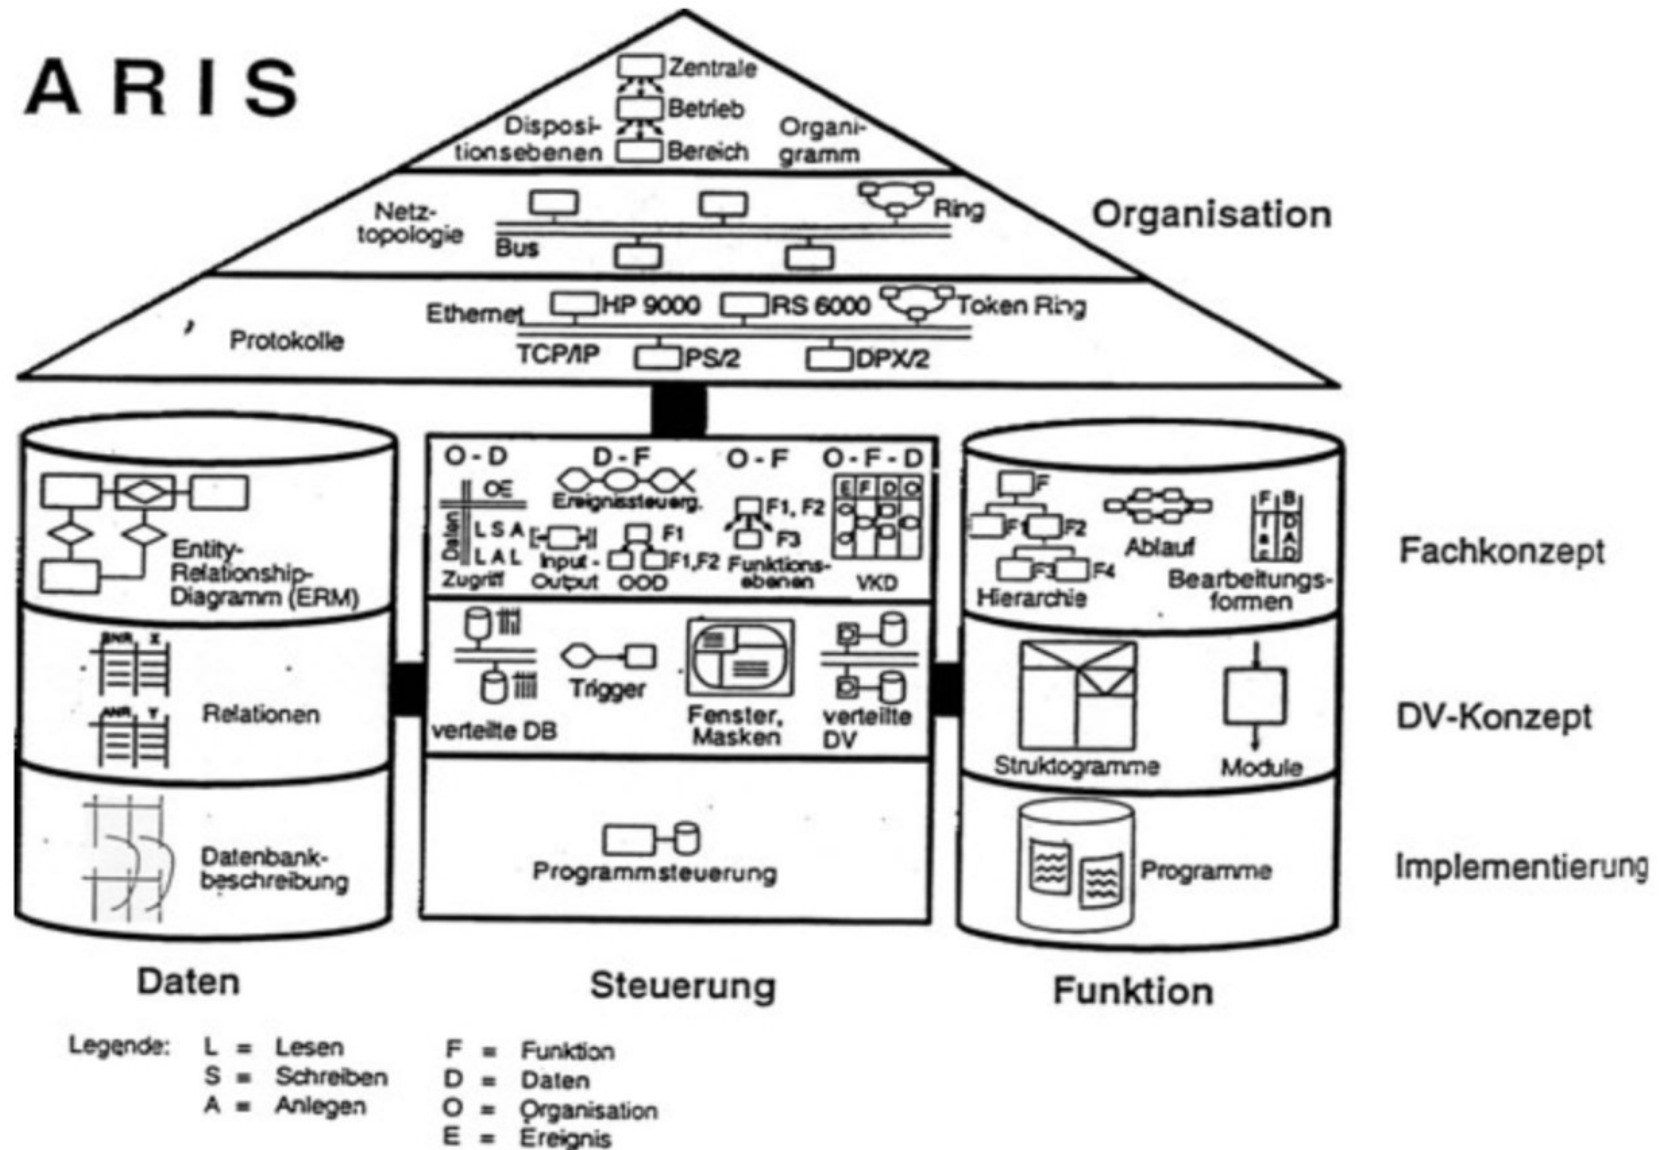 ARIS
Zentrale
Betrieb
Bereich
Disposi-
tionsebenen
Organi-
gramm
Netz-
topologie
Bus
Ring
Organisation
Protokolle
Ethernet
HP 9000
RS 6000
Token Ring
TCP/IP
PS/2
DPX/2
Entity-
Relationship-
Diagramm (ERM)
O - D
D - F
O - F
O - F - D
OE
Daten
L S A
L A L
Zugriff
Ereignissteuerg.
Input -
Output
F1
F1,F2
OOD
F1, F2
F3
Funktions-
ebenen
E F D O
VKD
F
F1
F2
F3
F4
Hierarchie
Ablauf
F B
D
A
D
Bearbeitungs-
formen
Fachkonzept
BNR X
ANR Y
Relationen
verteilte DB
Trigger
Fenster,
Masken
verteilte
DV
Struktogramme
Module
DV-Konzept
Datenbank-
beschreibung
Programmsteuerung
Programme
Implementierung
Daten
Steuerung
Funktion
Legende:
L = Lesen
S = Schreiben
A = Anlegen
F = Funktion
D = Daten
O = Organisation
E = Ereignis